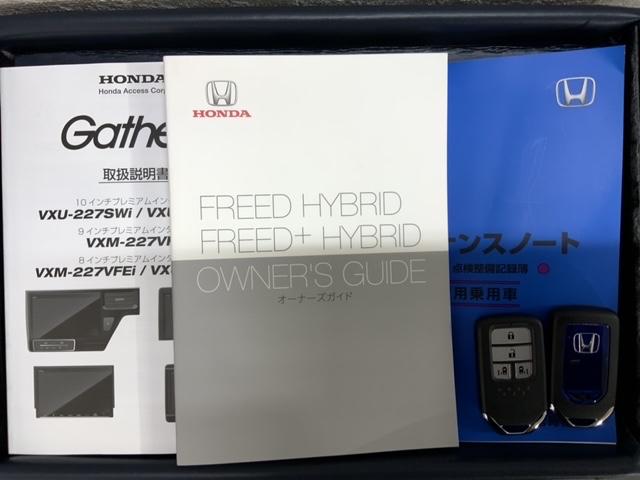 HONDA
Honda Access Corp
Gathe
取扱説明書
10インチプレミアムイン
VXU-227SWi / VXU
9インチプレミアムインタ
VXM-227VF
8インチプレミアムインタ
VXM-227VFEi / VX
HONDA
FREED HYBRID
FREED+ HYBRID
OWNER'S GUIDE
オーナーズガイド
ンスノート
点検整備記録簿
用乗用車